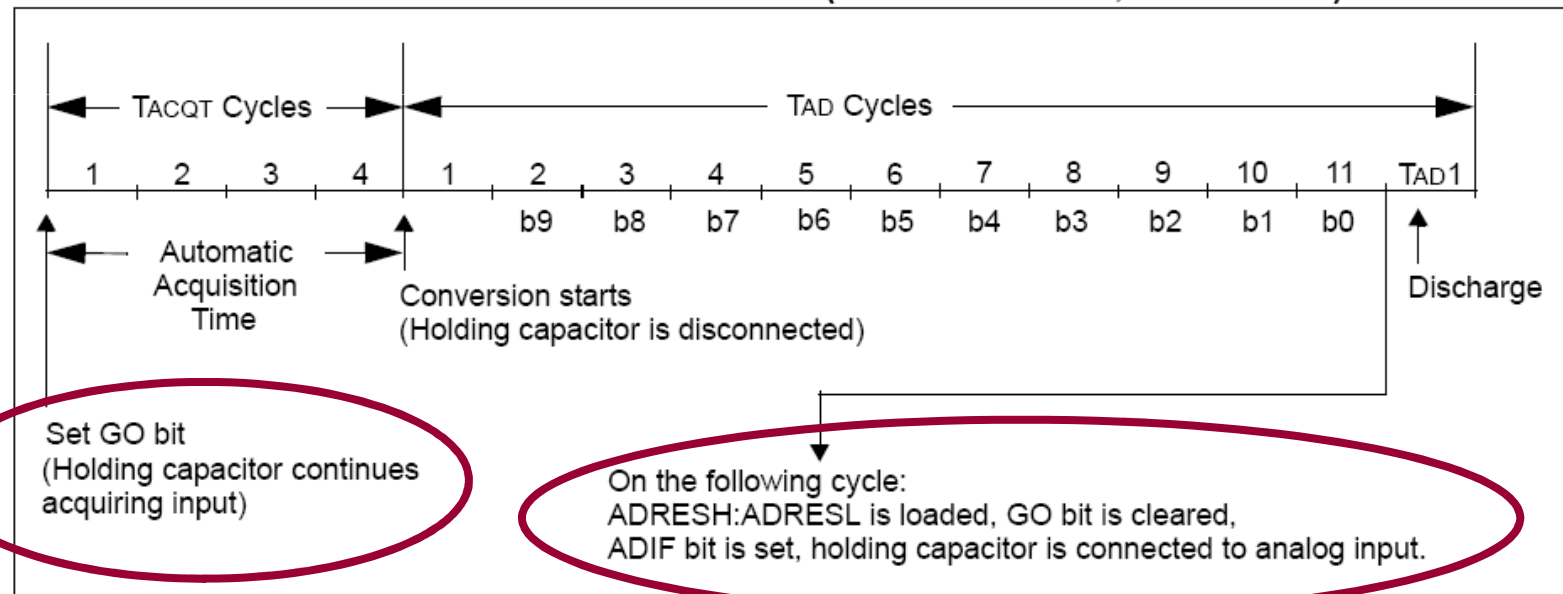 TACQT Cycles TAD Cycles
1 2 3 4 1 2 3 4 5 6 7 8 9 10 11 TAD1
b9 b8 b7 b6 b5 b4 b3 b2 b1 b0
Automatic
Acquisition
Time
Conversion starts
(Holding capacitor is disconnected)
Discharge
Set GO bit
(Holding capacitor continues
acquiring input)
On the following cycle:
ADRESH:ADRESL is loaded, GO bit is cleared,
ADIF bit is set, holding capacitor is connected to analog input.